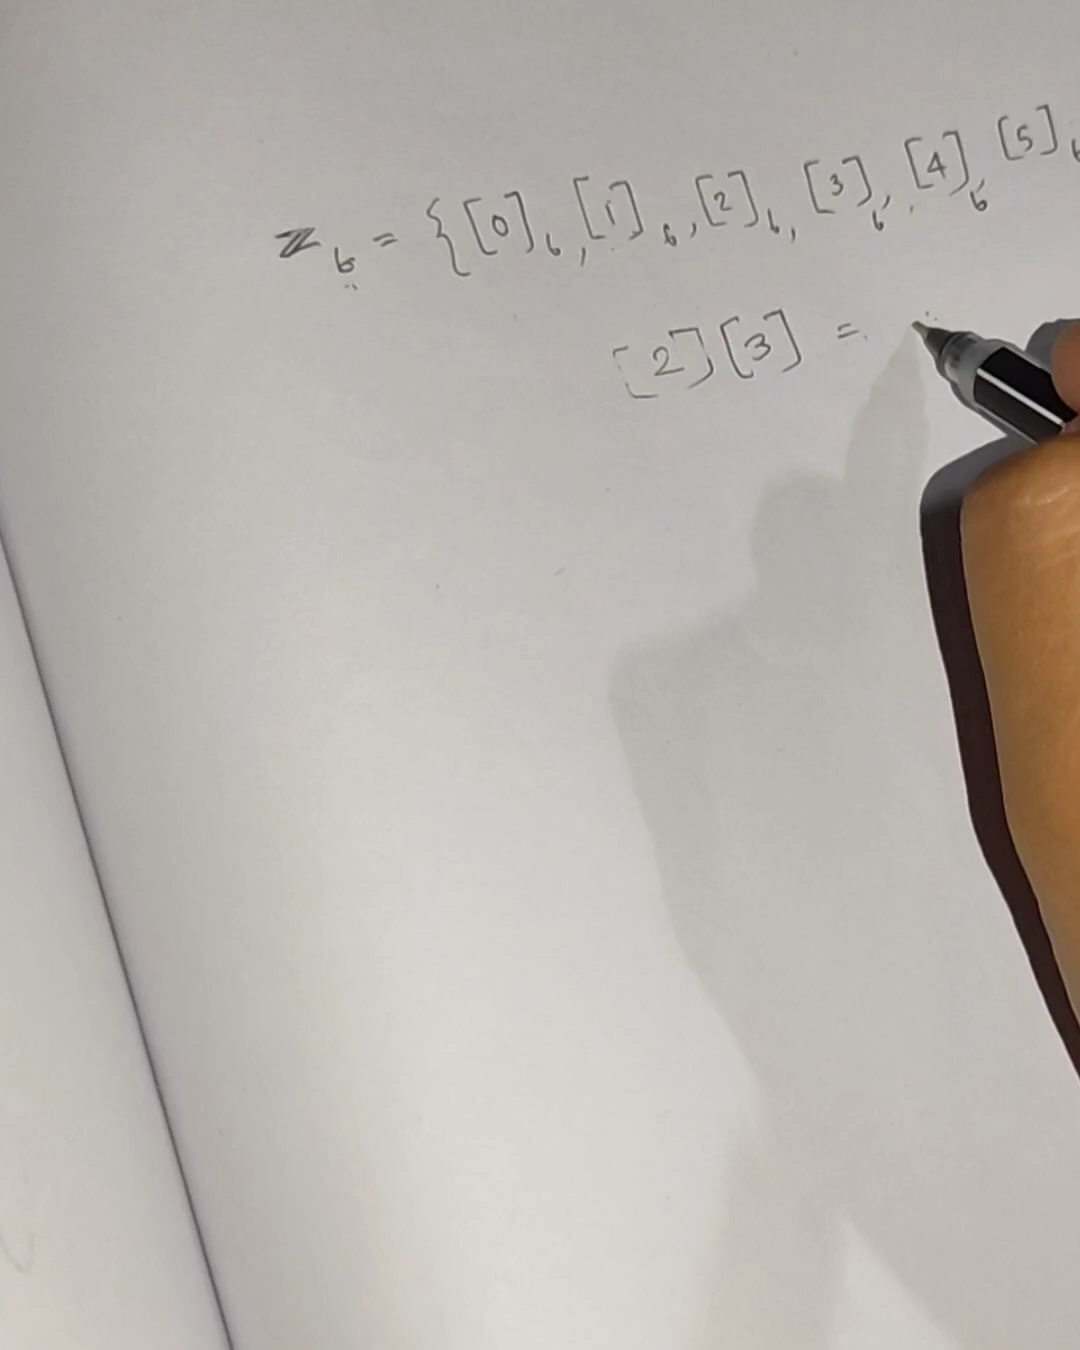 ℤ₆ = {[0]₆, [1]₆, [2]₆, [3]₆, [4]₆, [5]₆
[2][3] =